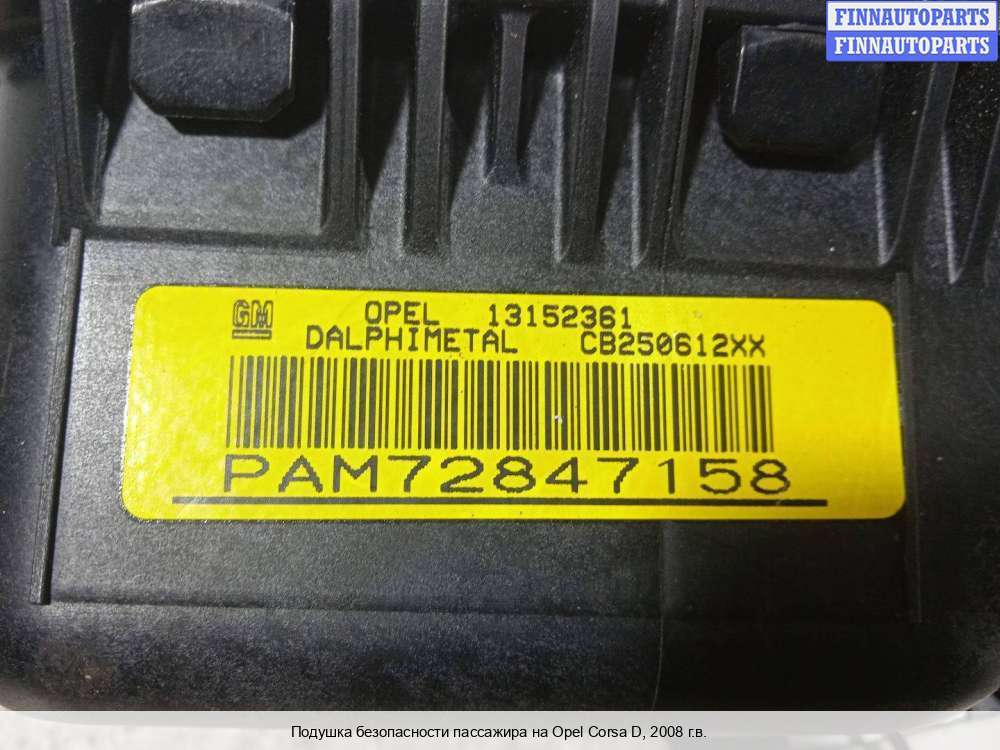 FINNAUTOPARTS
FINNAUTOPARTS
GM OPEL 13152361
DALPHIMETAL CB250612XX
PAM72847158
Подушка безопасности пассажира на Opel Corsa D, 2008 г.в.